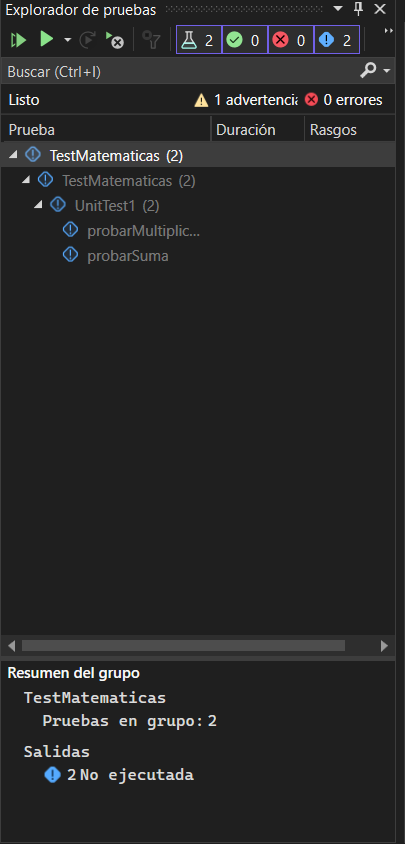 Explorador de pruebas
2 0 0 2
Buscar (Ctrl+I)
Listo 1 advertencia 0 errores
Prueba Duración Rasgos
TestMatematicas (2)
TestMatematicas (2)
UnitTest1 (2)
probarMultiplic...
probarSuma
Resumen del grupo
TestMatematicas
Pruebas en grupo: 2
Salidas
2 No ejecutada